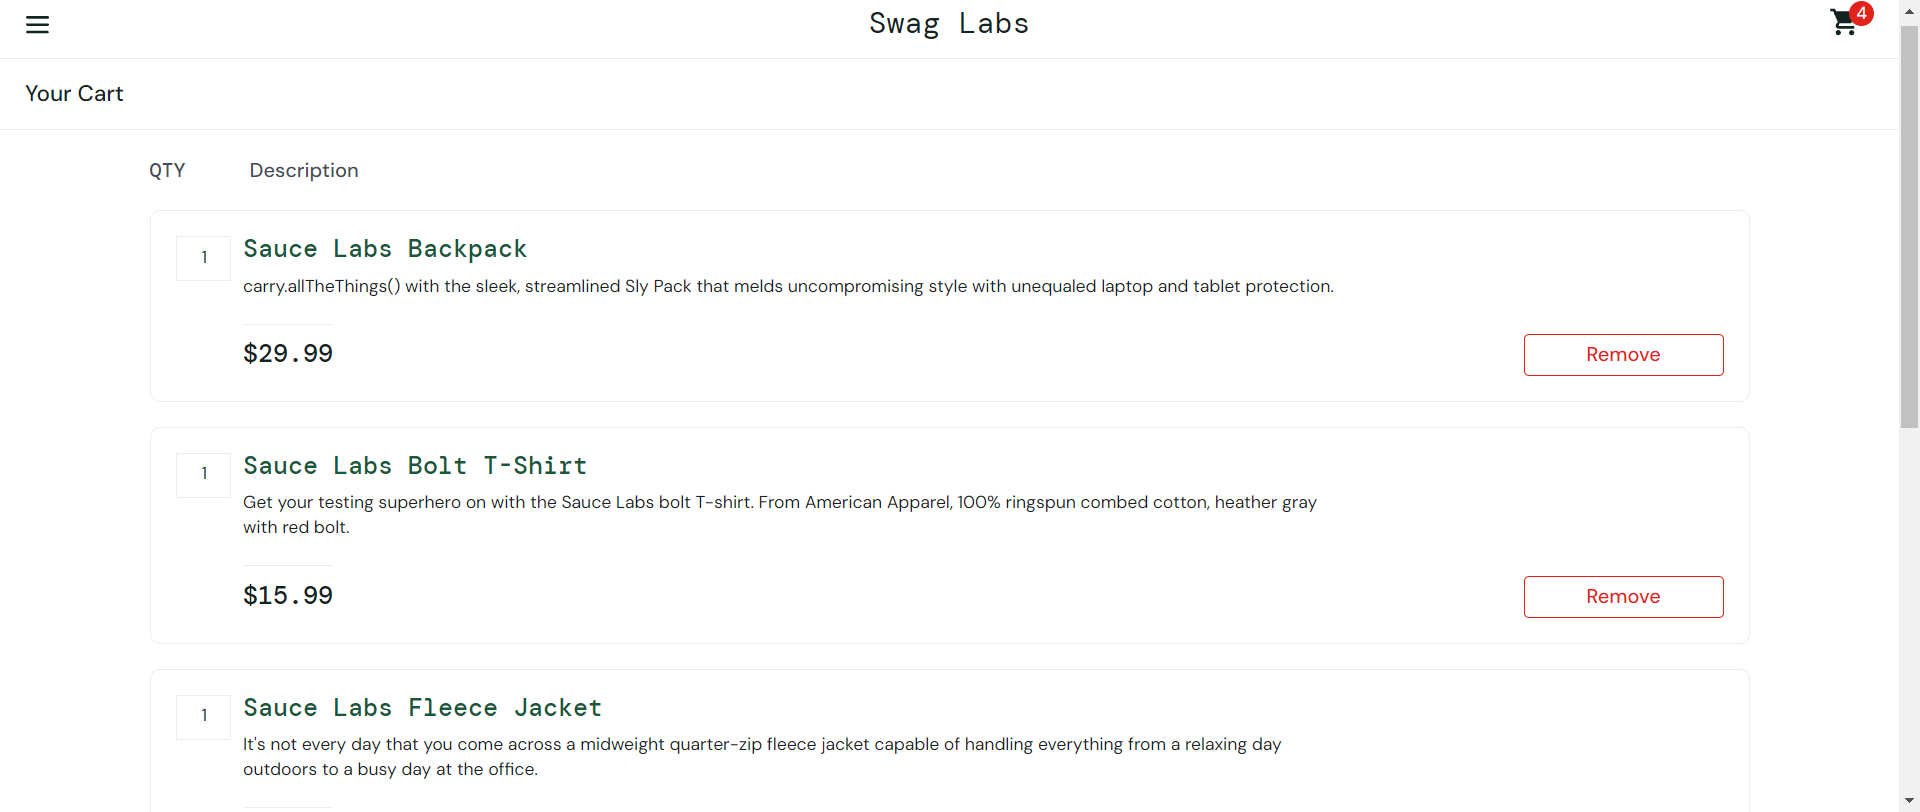 Swag Labs
4
Your Cart
QTY Description
1
Sauce Labs Backpack
carry.allTheThings() with the sleek, streamlined Sly Pack that melds uncompromising style with unequaled laptop and tablet protection.
$29.99
Remove
1
Sauce Labs Bolt T-Shirt
Get your testing superhero on with the Sauce Labs bolt T-shirt. From American Apparel, 100% ringspun combed cotton, heather gray
with red bolt.
$15.99
Remove
1
Sauce Labs Fleece Jacket
It's not every day that you come across a midweight quarter-zip fleece jacket capable of handling everything from a relaxing day
outdoors to a busy day at the office.